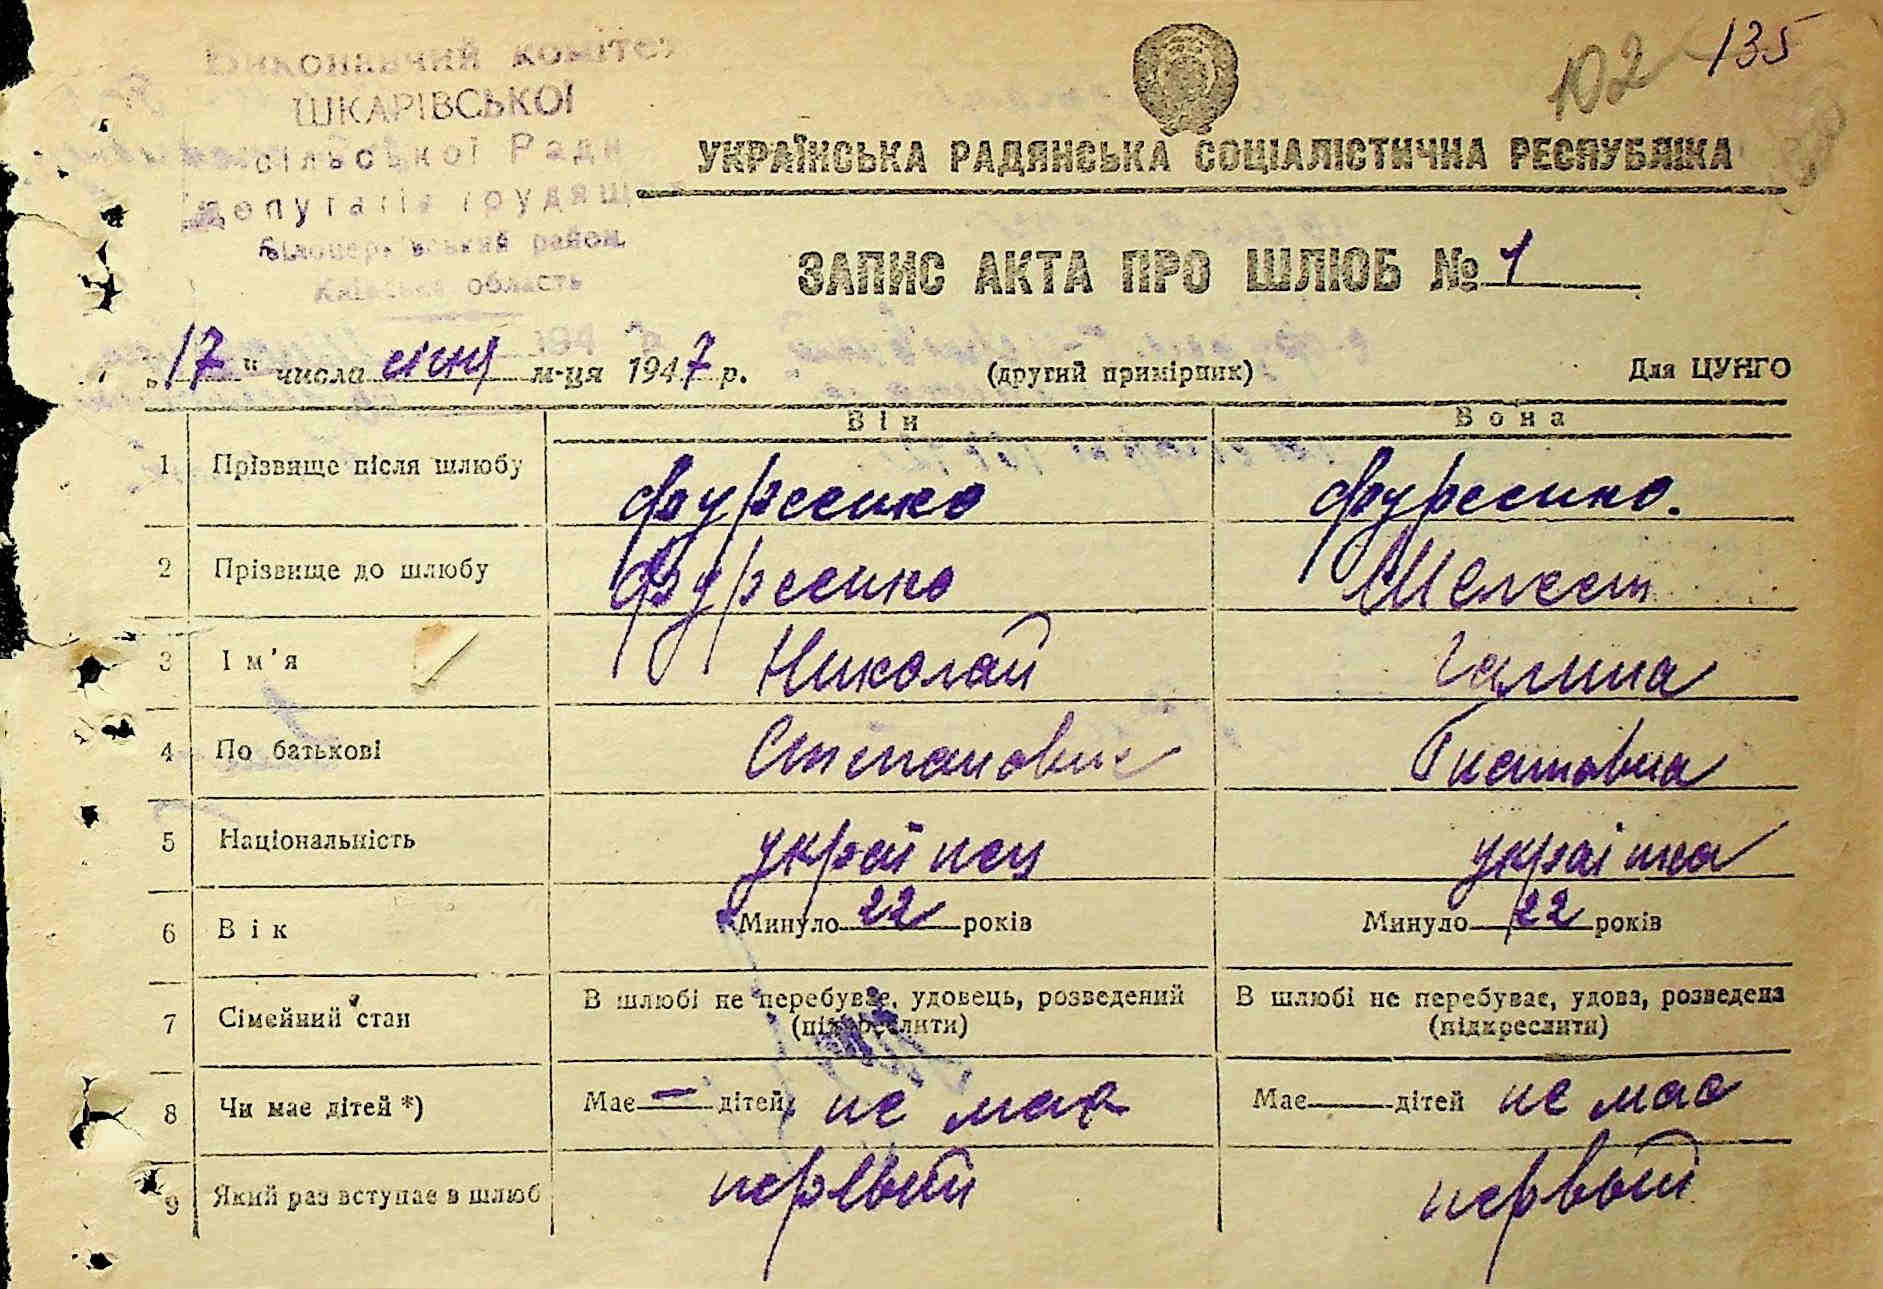 Виконавчий комітет
ШКАРІВСЬКОЇ
сільської Ради
депутатів трудящ
Білоцерківський район
Київська область
194
102 135
УКРАЇНСЬКА РАДЯНСЬКА СОЦІАЛІСТИЧНА РЕСПУБЛІКА
ЗАПИС АКТА ПРО ШЛЮБ № 1
„17“ числа січня м-ця 1947 р. (другий примірник) Для ЦУНГО
Він Вона
1 Прізвище після шлюбу Фурсенко Фурсенко.
2 Прізвище до шлюбу Фурсенко Шелест
3 Ім'я Николай Галина
4 По батькові Степанович Гнатовна
5 Національність українец українка
6 Вік Минуло 22 років Минуло 22 років
7 Сімейний стан В шлюбі не перебуває, удовець, розведений В шлюбі не перебуває, удова, розведена
(підкреслити) (підкреслити)
8 Чи має дітей *) Має — дітей, не має Має дітей не має
9 Який раз вступає в шлюб первый первый